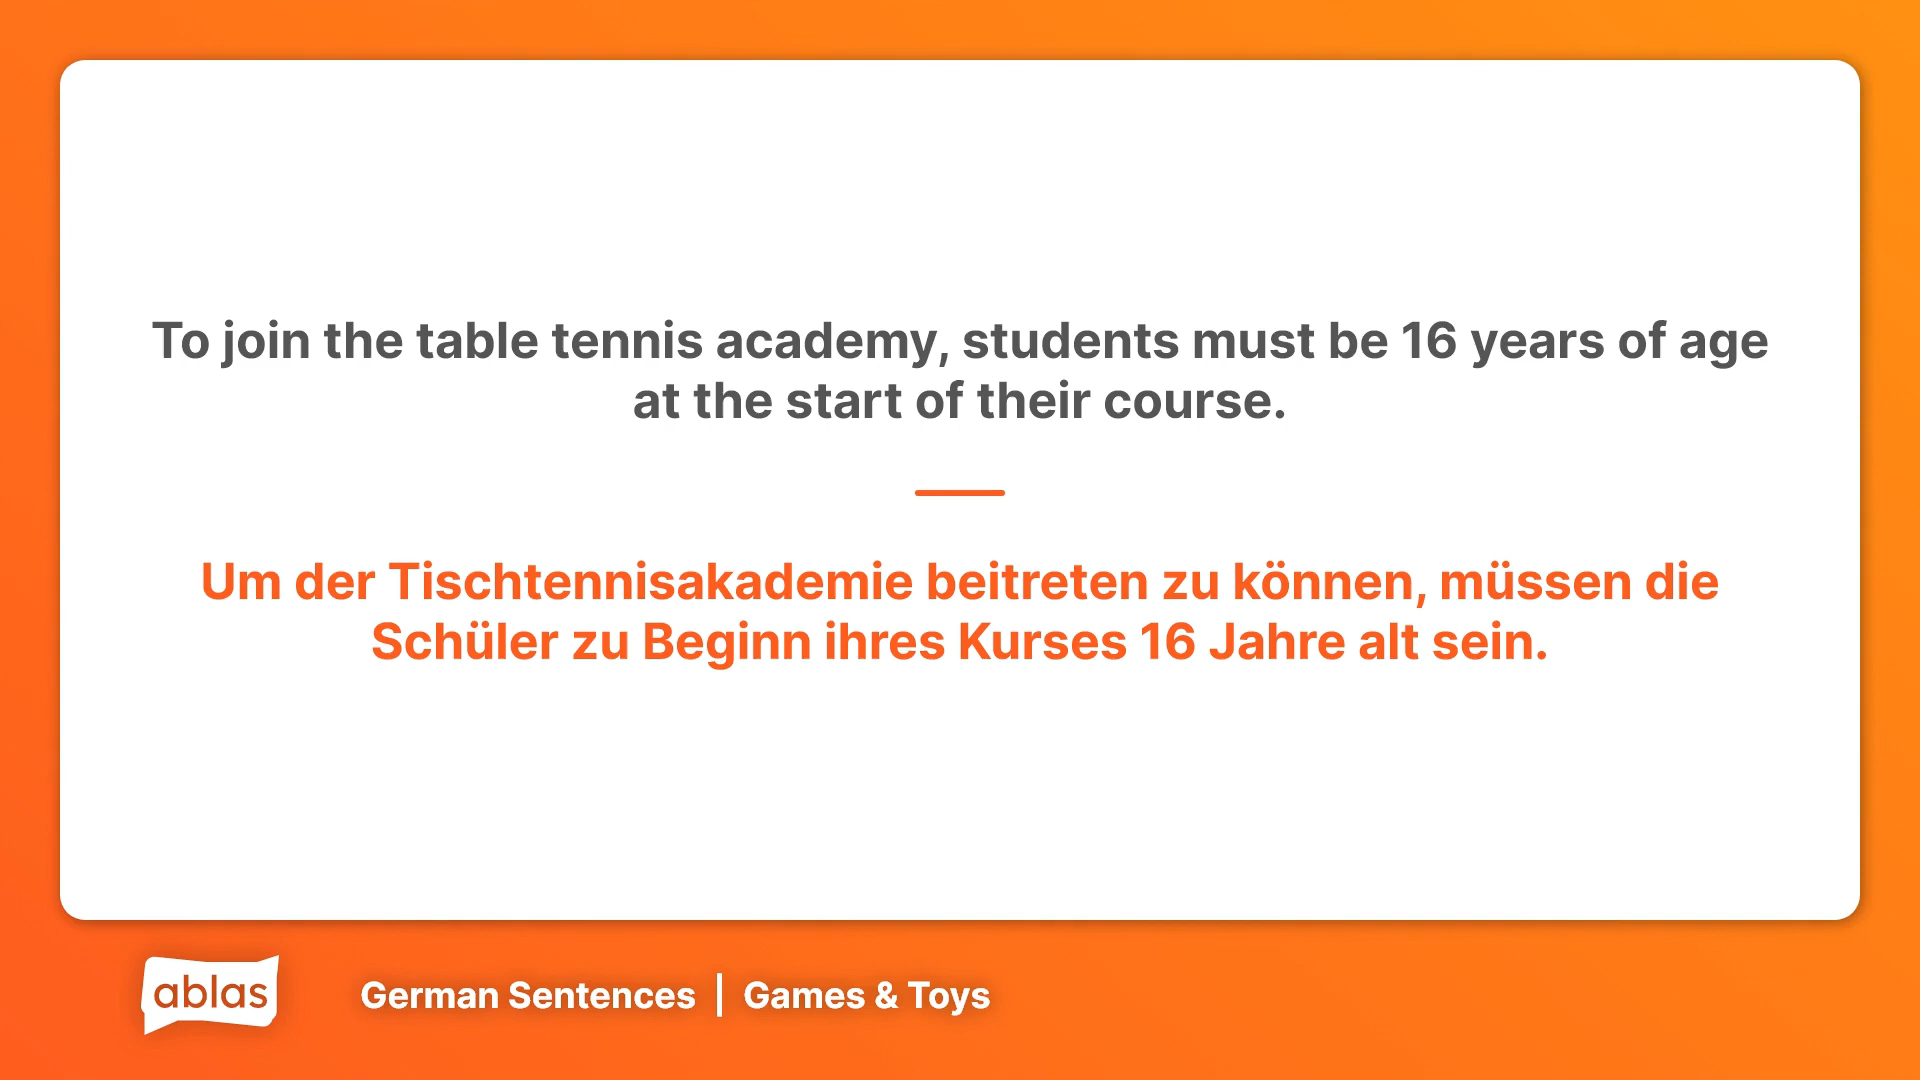 To join the table tennis academy, students must be 16 years of age
at the start of their course.
Um der Tischtennisakademie beitreten zu können, müssen die
Schüler zu Beginn ihres Kurses 16 Jahre alt sein.
ablas
German Sentences | Games & Toys